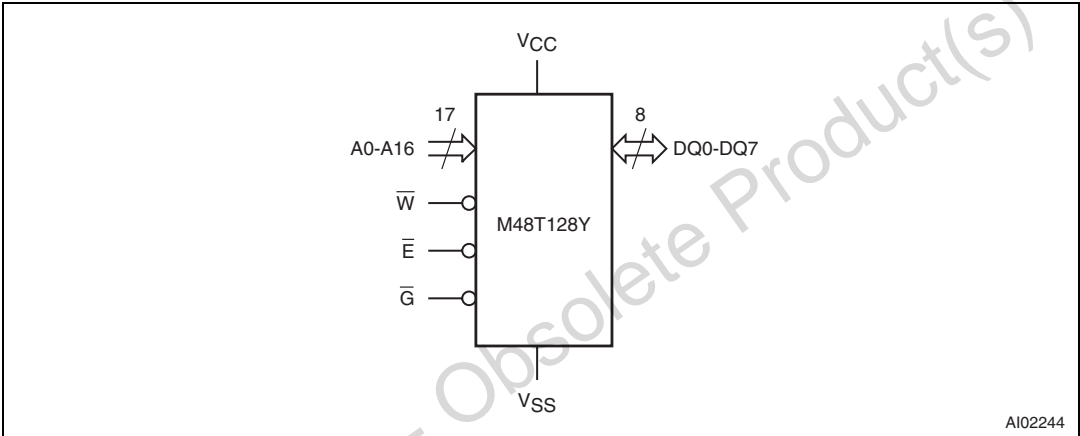 VCC
17
A0-A16
8
DQ0-DQ7
W̅
E̅
G̅
M48T128Y
VSS
Obsolete Product(s)
AI02244